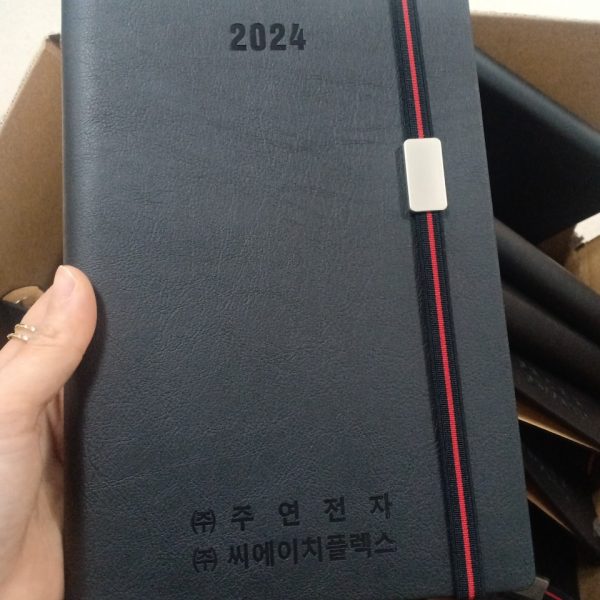 2024
㈜ 주 연 전 자
㈜ 씨에이치플렉스